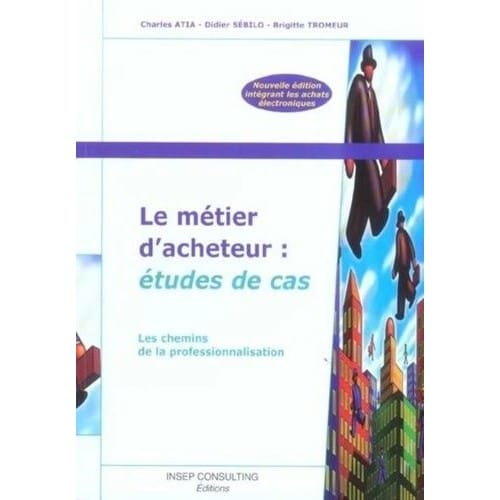 Charles ATIA - Didier SÉBILO - Brigitte TROMEUR
Nouvelle édition
intégrant les achats
électroniques
Le métier
d'acheteur :
études de cas
Les chemins
de la professionnalisation
INSEP CONSULTING
Éditions